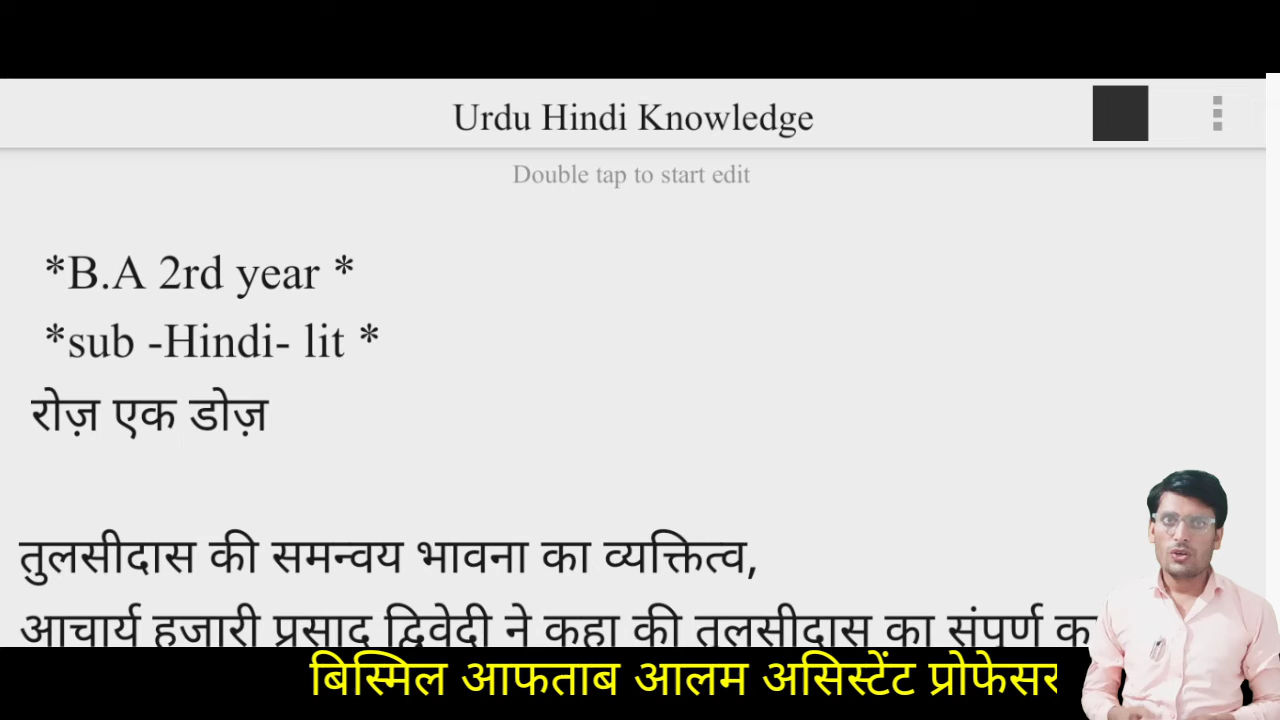 Urdu Hindi Knowledge
Double tap to start edit
*B.A 2rd year *
*sub -Hindi- lit *
रोज़ एक डोज़
तुलसीदास की समन्वय भावना का व्यक्तित्व,
आचार्य हजारी प्रसाद द्विवेदी ने कहा की तुलसीदास का संपूर्ण
बिस्मिल आफताब आलम असिस्टेंट प्रोफेसर